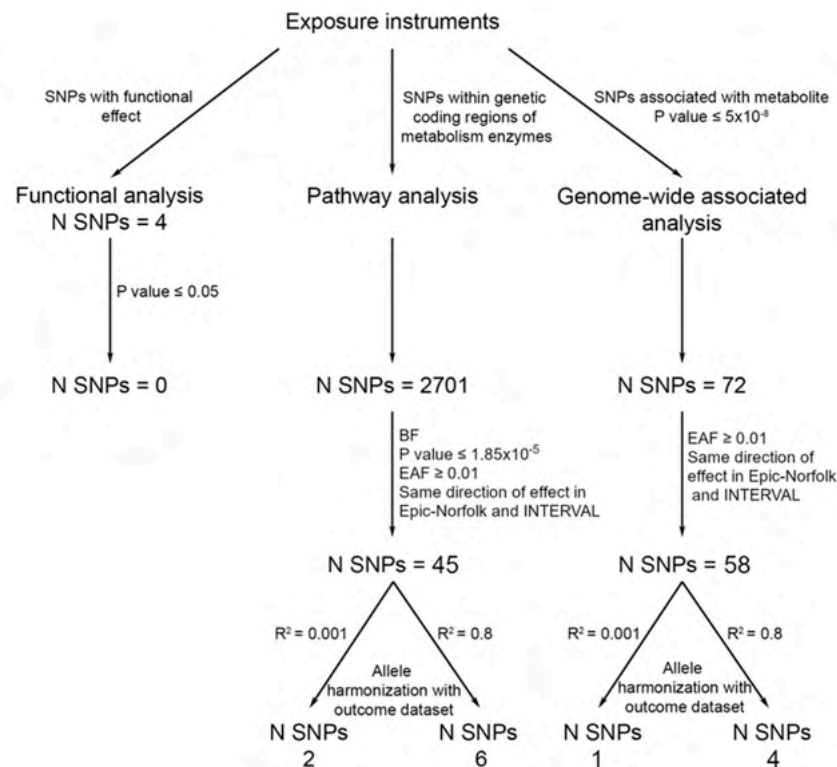 Exposure instruments
SNPs with functional
effect
SNPs within genetic
coding regions of
metabolism enzymes
SNPs associated with metabolite
P value ≤ 5x10⁻⁸
Functional analysis
N SNPs = 4
Pathway analysis
Genome-wide associated
analysis
P value ≤ 0.05
N SNPs = 0
N SNPs = 2701
N SNPs = 72
BF
P value ≤ 1.85x10⁻⁵
EAF ≥ 0.01
Same direction of effect in
Epic-Norfolk and INTERVAL
EAF ≥ 0.01
Same direction of
effect in Epic-Norfolk
and INTERVAL
N SNPs = 45
N SNPs = 58
R² = 0.001
R² = 0.8
R² = 0.001
R² = 0.8
Allele
harmonization with
outcome dataset
Allele
harmonization with
outcome dataset
N SNPs
2
N SNPs
6
N SNPs
1
N SNPs
4